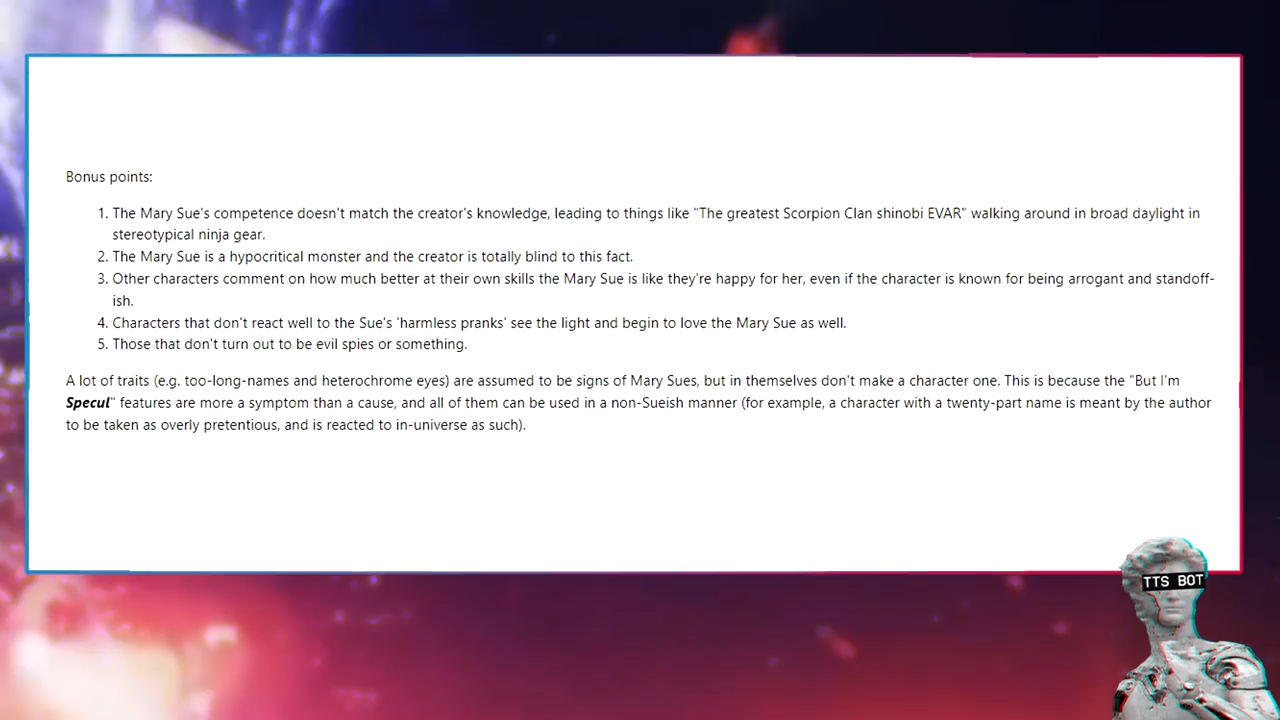 Bonus points:
1. The Mary Sue's competence doesn't match the creator's knowledge, leading to things like "The greatest Scorpion Clan shinobi EVAR" walking around in broad daylight in
stereotypical ninja gear.
2. The Mary Sue is a hypocritical monster and the creator is totally blind to this fact.
3. Other characters comment on how much better at their own skills the Mary Sue is like they're happy for her, even if the character is known for being arrogant and standoff-
ish.
4. Characters that don't react well to the Sue's 'harmless pranks' see the light and begin to love the Mary Sue as well.
5. Those that don't turn out to be evil spies or something.
A lot of traits (e.g. too-long-names and heterochrome eyes) are assumed to be signs of Mary Sues, but in themselves don't make a character one. This is because the "But I'm
Specul" features are more a symptom than a cause, and all of them can be used in a non-Sueish manner (for example, a character with a twenty-part name is meant by the author
to be taken as overly pretentious, and is reacted to in-universe as such).
TTS BOT